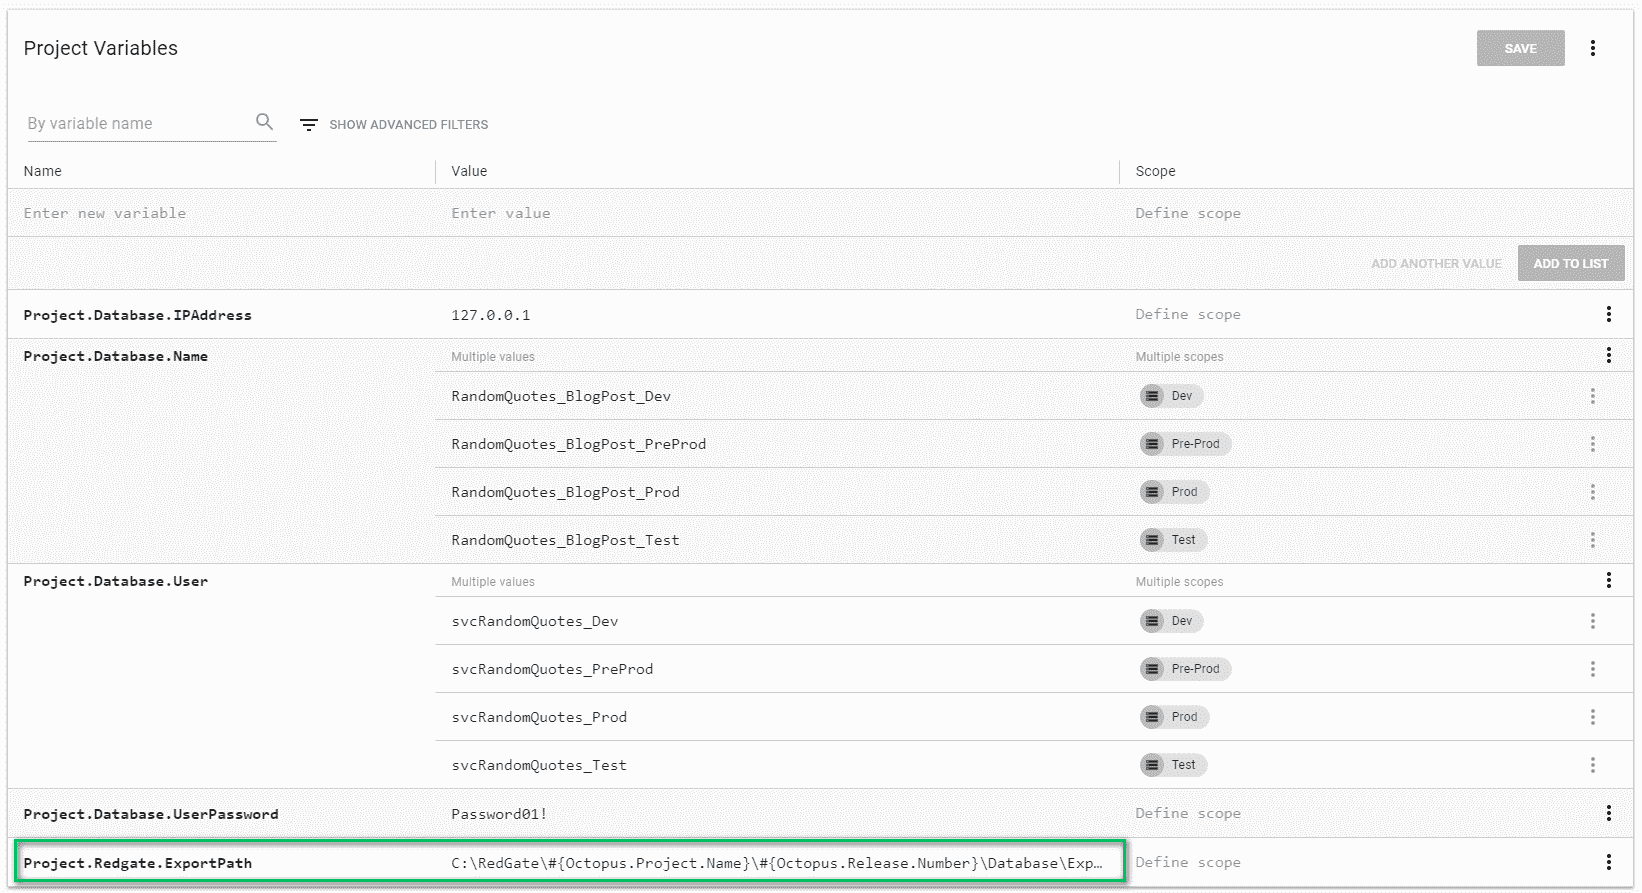 Project Variables
SAVE
By variable name
SHOW ADVANCED FILTERS
Name Value Scope
Enter new variable Enter value Define scope
ADD ANOTHER VALUE ADD TO LIST
Project.Database.IPAddress 127.0.0.1 Define scope
Project.Database.Name Multiple values Multiple scopes
RandomQuotes_BlogPost_Dev Dev
RandomQuotes_BlogPost_PreProd Pre-Prod
RandomQuotes_BlogPost_Prod Prod
RandomQuotes_BlogPost_Test Test
Project.Database.User Multiple values Multiple scopes
svcRandomQuotes_Dev Dev
svcRandomQuotes_PreProd Pre-Prod
svcRandomQuotes_Prod Prod
svcRandomQuotes_Test Test
Project.Database.UserPassword Password01! Define scope
Project.Redgate.ExportPath C:\RedGate\#{Octopus.Project.Name}\#{Octopus.Release.Number}\Database\Exp… Define scope